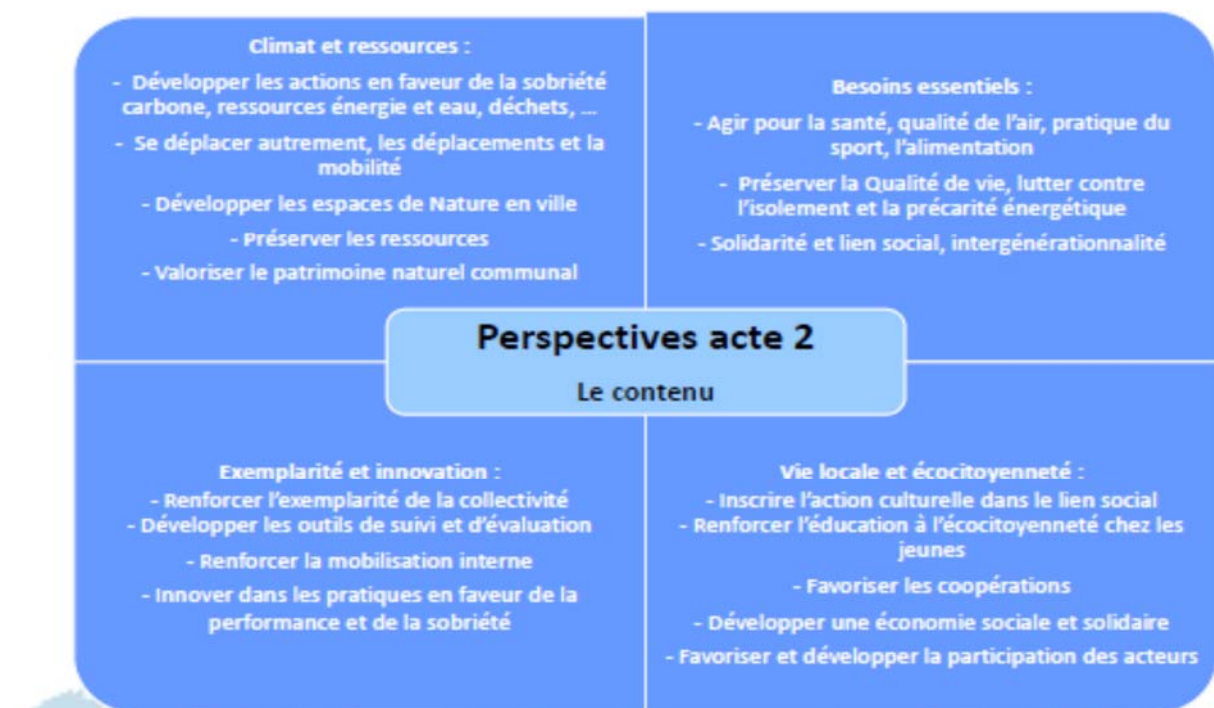 Climat et ressources :
- Développer les actions en faveur de la sobriété
carbone, ressources énergie et eau, déchets, ...
- Se déplacer autrement, les déplacements et la
mobilité
- Développer les espaces de Nature en ville
- Préserver les ressources
- Valoriser le patrimoine naturel communal
Besoins essentiels :
- Agir pour la santé, qualité de l'air, pratique du
sport, l'alimentation
- Préserver la Qualité de vie, lutter contre
l'isolement et la précarité énergétique
- Solidarité et lien social, intergénérationnalité
Perspectives acte 2
Le contenu
Exemplarité et innovation :
- Renforcer l'exemplarité de la collectivité
- Développer les outils de suivi et d'évaluation
- Renforcer la mobilisation interne
- Innover dans les pratiques en faveur de la
performance et de la sobriété
Vie locale et écocitoyenneté :
- Inscrire l'action culturelle dans le lien social
- Renforcer l'éducation à l'écocitoyenneté chez les
jeunes
- Favoriser les coopérations
- Développer une économie sociale et solidaire
- Favoriser et développer la participation des acteurs